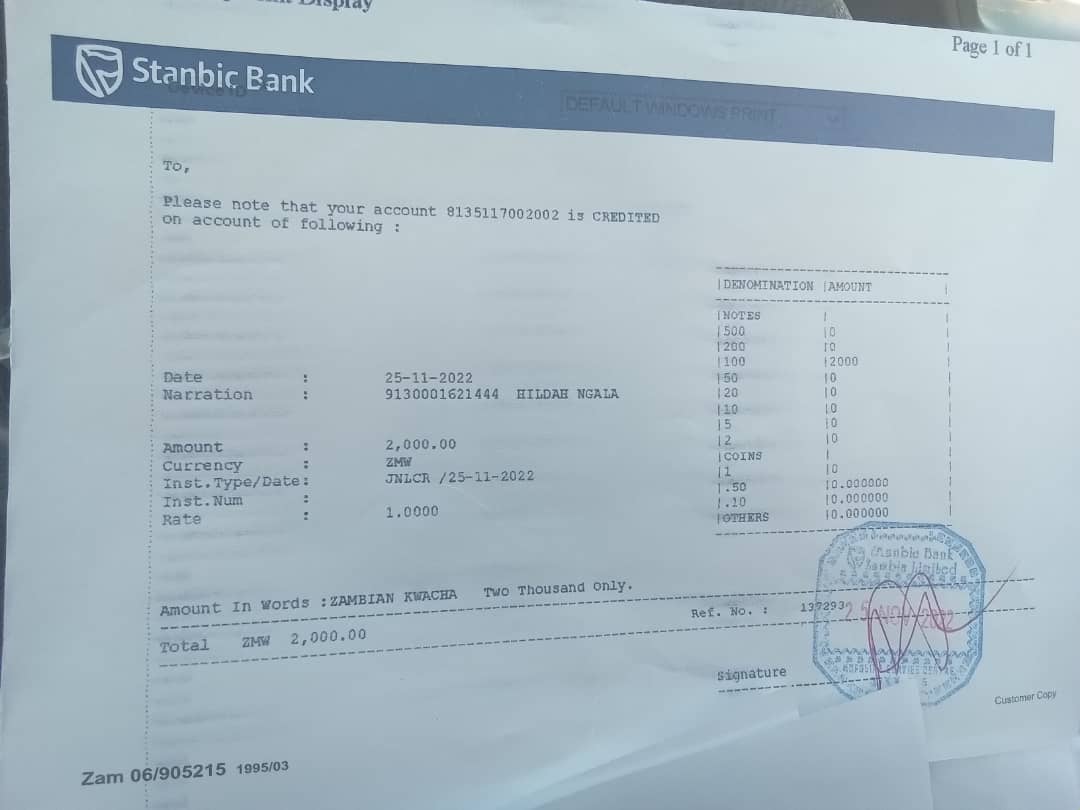 Display
Page 1 of 1
Stanbic Bank
DEFAULT WINDOWS PRINT
To,
Please note that your account 8135117002002 is CREDITED
on account of following :
|DENOMINATION |AMOUNT |
|NOTES | |
|500 |0 |
|200 |0 |
|100 |2000 |
|50 |0 |
|20 |0 |
|10 |0 |
|5 |0 |
|2 |0 |
|COINS | |
|1 |0 |
|.50 |0.000000 |
|.10 |0.000000 |
|OTHERS |0.000000 |
Date : 25-11-2022
Narration : 9130001621444 HILDAH NGALA
Amount : 2,000.00
Currency : ZMW
Inst.Type/Date: JNLCR /25-11-2022
Inst.Num :
Rate : 1.0000
Amount In Words :ZAMBIAN KWACHA Two Thousand Only.
Ref. No. : 137293
Total ZMW 2,000.00
Signature
Stanbic Bank
Zambia Limited
25 NOV 2022
Customer Copy
Zam 06/905215 1995/03